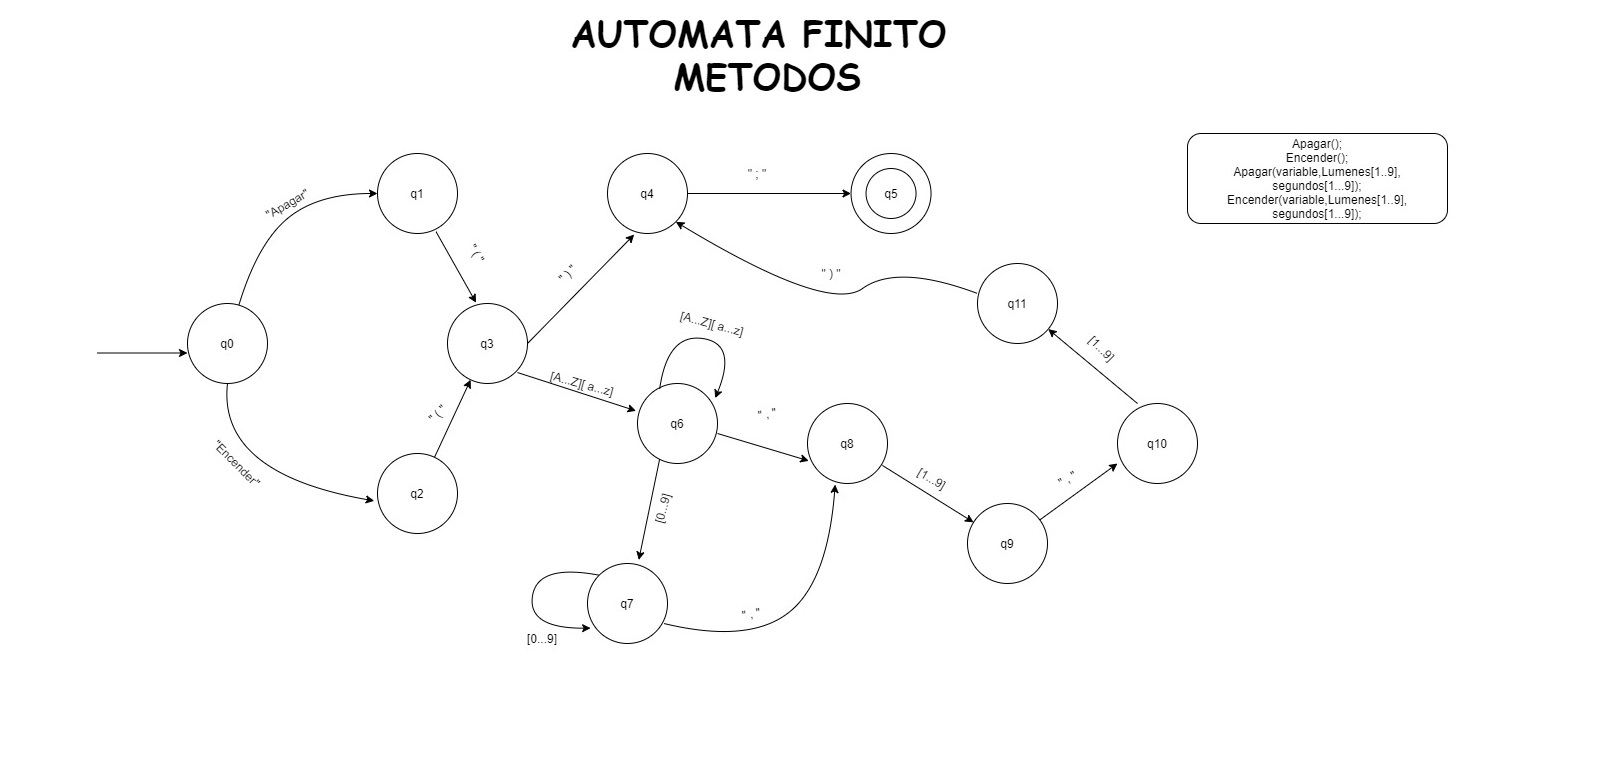 AUTOMATA FINITO
METODOS
Apagar();
Encender();
Apagar(variable,Lumenes[1..9],
segundos[1...9]);
Encender(variable,Lumenes[1..9],
segundos[1...9]);
"Apagar"
q1
q4
" ; "
q5
" ( "
" ) "
" ) "
q11
q0
q3
[A...Z][ a...z]
[1...9]
[A...Z][ a...z]
" ( "
q6
" , "
q8
q10
"Encender"
q2
[0...9]
[1...9]
" , "
q9
q7
" , "
[0...9]